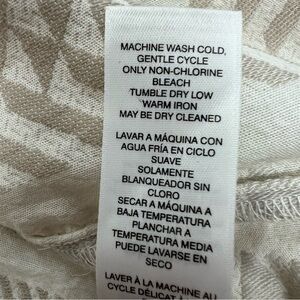 MACHINE WASH COLD,
GENTLE CYCLE
ONLY NON-CHLORINE
BLEACH
TUMBLE DRY LOW
WARM IRON
MAY BE DRY CLEANED
LAVAR A MÁQUINA CON
AGUA FRÍA EN CICLO
SUAVE
SOLAMENTE
BLANQUEADOR SIN
CLORO
SECAR A MÁQUINA A
BAJA TEMPERATURA
PLANCHAR A
TEMPERATURA MEDIA
PUEDE LAVARSE EN
SECO
LAVER À LA MACHINE AU
CYCLE DÉLICAT À